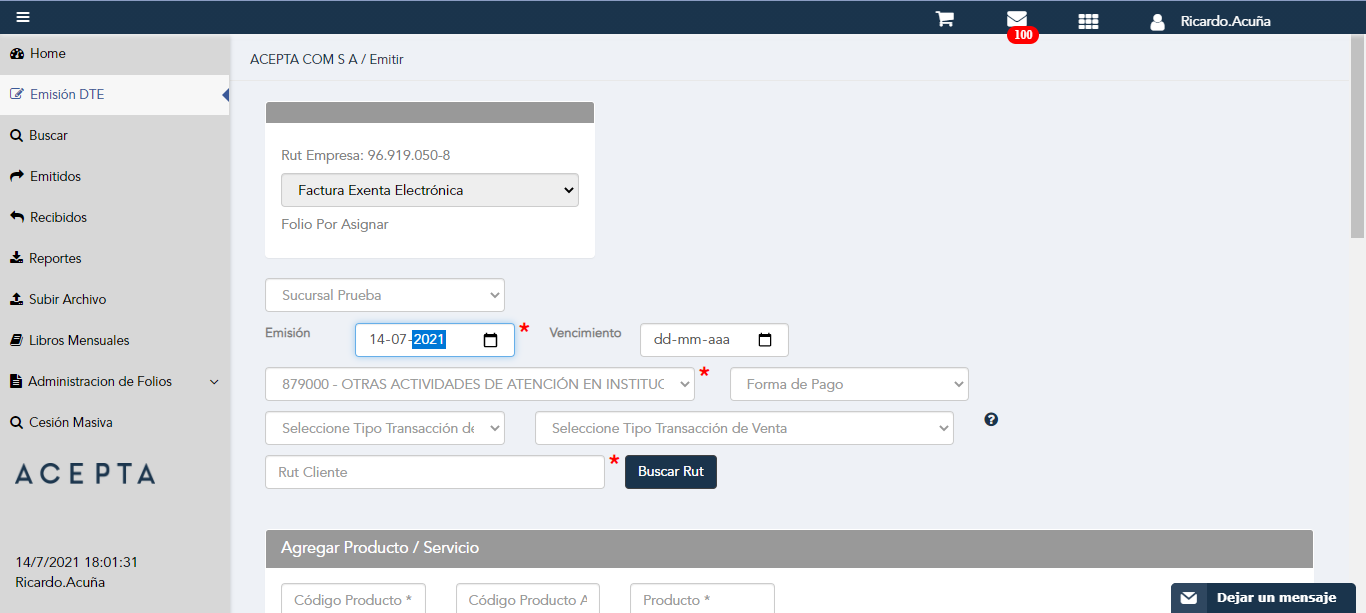 Ricardo.Acuña
100
Home
ACEPTA COM S A / Emitir
Emisión DTE
Buscar
Emitidos
Recibidos
Reportes
Subir Archivo
Libros Mensuales
Administracion de Folios
Cesión Masiva
ACEPTA
14/7/2021 18:01:31
Ricardo.Acuña
Rut Empresa: 96.919.050-8
Factura Exenta Electrónica
Folio Por Asignar
Sucursal Prueba
Emisión 14-07-2021 * Vencimiento dd-mm-aaa
879000 - OTRAS ACTIVIDADES DE ATENCIÓN EN INSTITUC * Forma de Pago
Seleccione Tipo Transacción de Seleccione Tipo Transacción de Venta ?
Rut Cliente * Buscar Rut
Agregar Producto / Servicio
Código Producto * Código Producto A Producto *
Dejar un mensaje